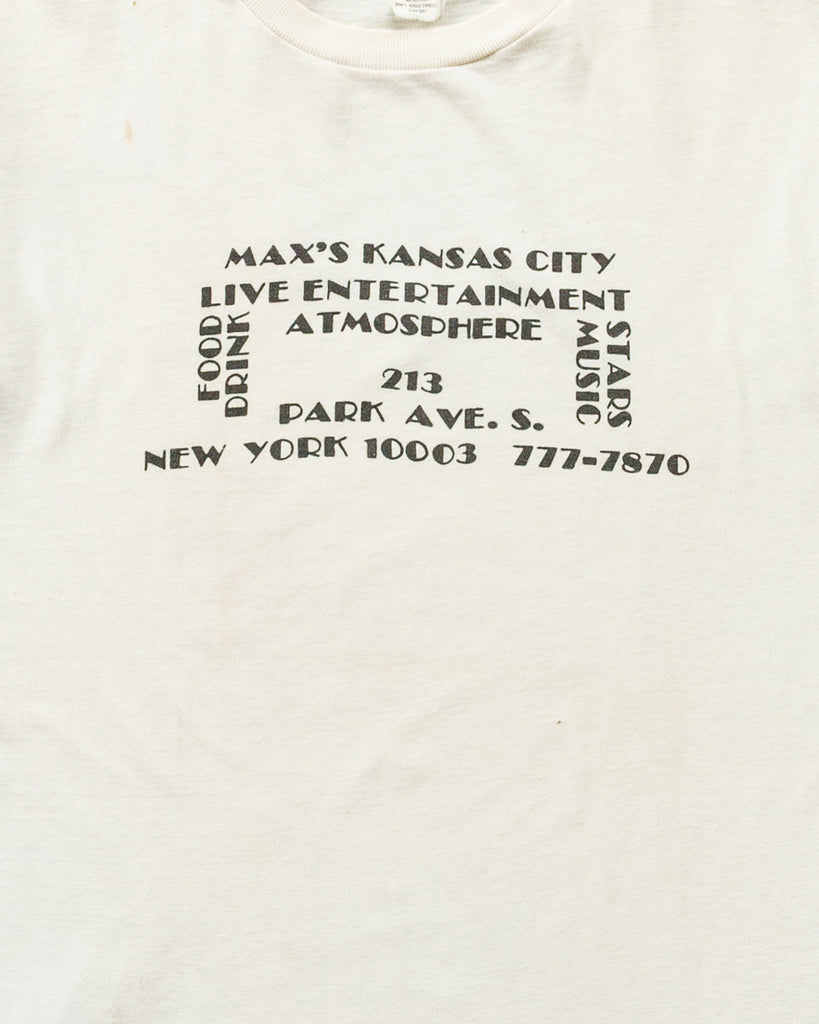 MAX'S KANSAS CITY
LIVE ENTERTAINMENT
ATMOSPHERE
FOOD
DRINK
STARS
MUSIC
213
PARK AVE. S.
NEW YORK 10003 777-7870